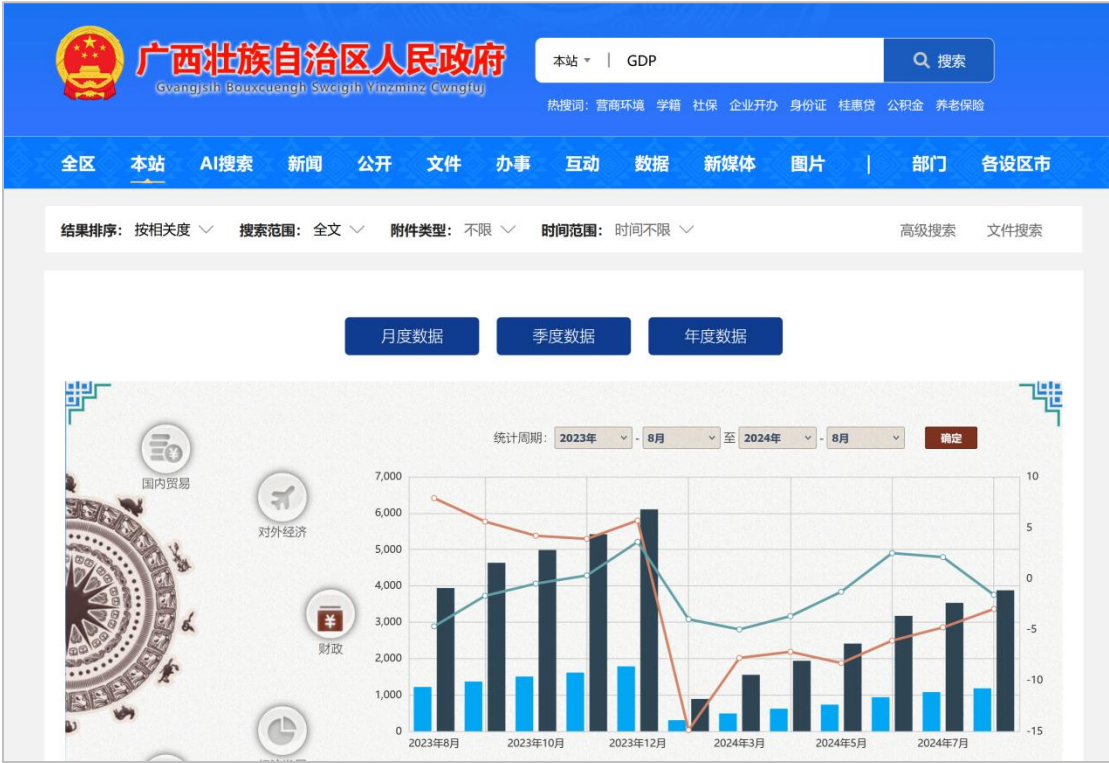 广西壮族自治区人民政府
Gvangjsih Bouxcuengh Swcigih Yinzminz Cwngfuj
本站 | GDP 搜索
热搜词: 营商环境 学籍 社保 企业开办 身份证 桂惠贷 公积金 养老保险
全区 本站 AI搜索 新闻 公开 文件 办事 互动 数据 新媒体 图片 | 部门 各设区市
结果排序: 按相关度 搜索范围: 全文 附件类型: 不限 时间范围: 时间不限 高级搜索 文件搜索
月度数据 季度数据 年度数据
统计周期: 2023年 - 8月 至 2024年 - 8月 确定
国内贸易
对外经济
财政
7,000 10
6,000
5
5,000
0
4,000
3,000
-5
2,000
-10
1,000
0 -15
2023年8月 2023年10月 2023年12月 2024年3月 2024年5月 2024年7月